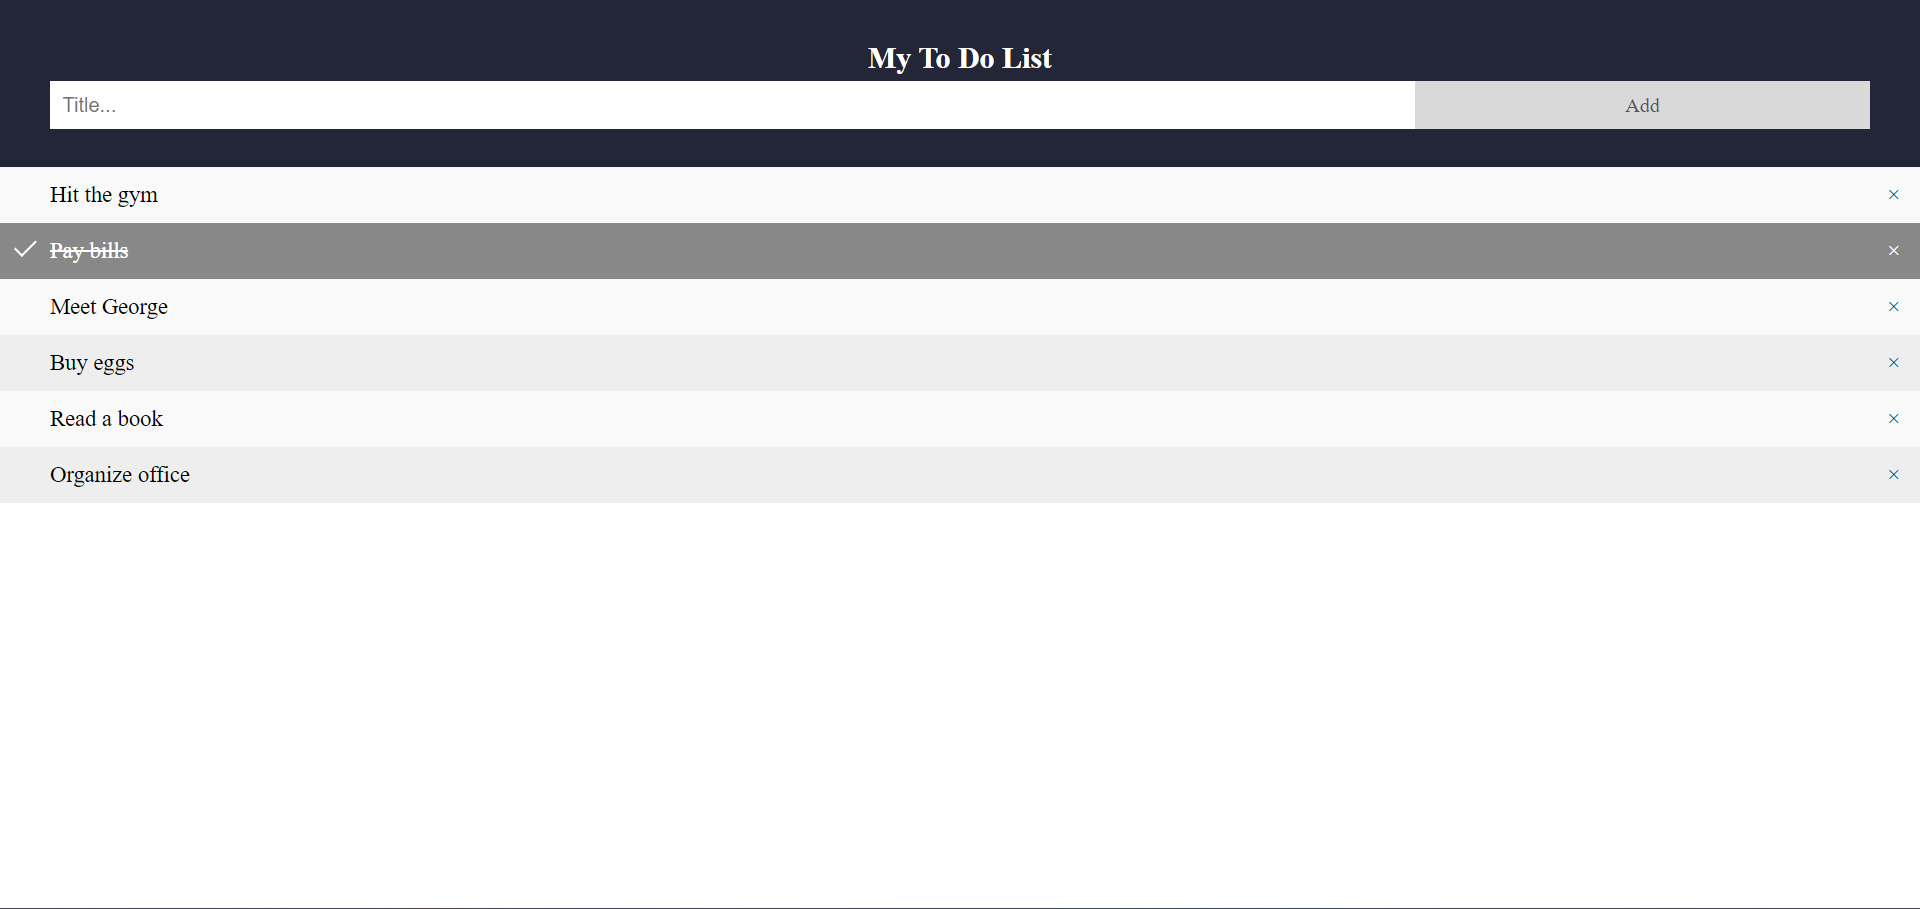 My To Do List
Title...
Add
Hit the gym
×
Pay bills
×
Meet George
×
Buy eggs
×
Read a book
×
Organize office
×